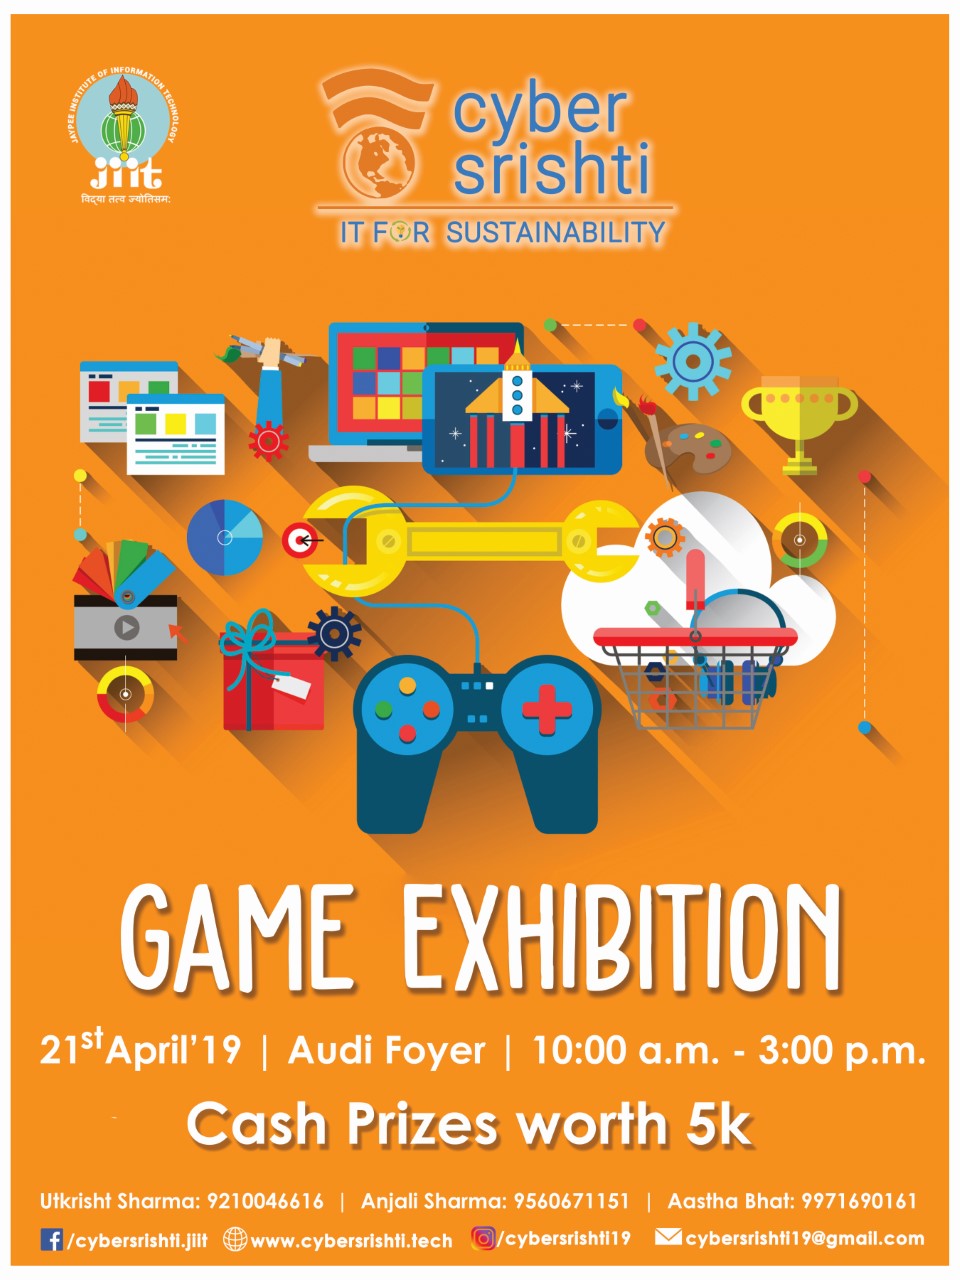 JAYPEE INSTITUTE OF INFORMATION TECHNOLOGY
jiit
विद्या तत्व ज्योतिसम:
cyber
srishti
IT FOR SUSTAINABILITY
GAME EXHIBITION
21st April'19 | Audi Foyer | 10:00 a.m. - 3:00 p.m.
Cash Prizes worth 5k
Utkrisht Sharma: 9210046616 | Anjali Sharma: 9560671151 | Aastha Bhat: 9971690161
/cybersrishti.jiit www.cybersrishti.tech /cybersrishti19 cybersrishti19@gmail.com